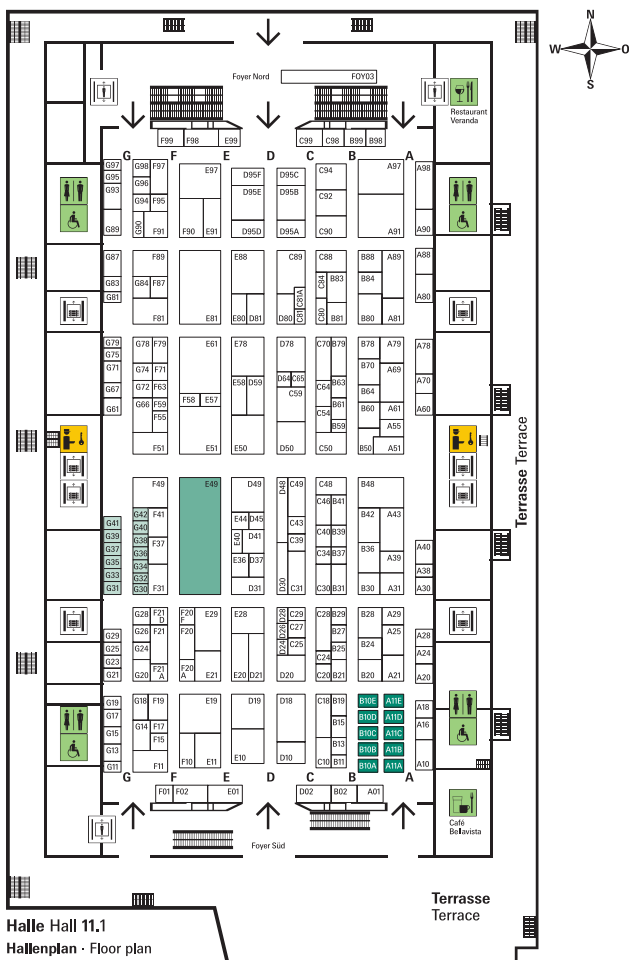 N
W
O
S
Foyer Nord
FOY03
Restaurant
Veranda
F99 F98 E99
C99 C98 B99 B98
G F E D C B A
G97 G98 F97 E97 D95F D95C C94 A97 A98
G95
G93 G96 D95E D95B C92
G94 F95
G89 G90 F91 F90 E91 D95D D95A C90 A91 A90
G87 F89 E88 C89 C88 B88 A89 A88
G83 G84 F87 C81A C84 B83 B84
G81 F81 E81 E80 D81 D80 C81 C80 B81 B80 A81 A80
G79 G78 F79 E61 E78 D78 C70 B79 B78 A79 A78
G75
G71 G74 F71 B70 A69
G67 G72 F63 E58 D59 D64 C65 C64 B63 B64 A70
G61 G66 F59 F58 E57 C59 C54 B61 B60 A61 A60
F55 B59 A55
F51 E51 E50 D50 C50 B50 A51
Terrasse Terrace
F49 E49 D49 D48 C49 C48 B48
G41 G42 F41 E44 D45 C43 C46 B41 B42 A43
G39 G40
G37 G38 F37 E40 D41 C39 C40 B39 A40
G35 G36 E36 D37 C34 B37 B36 A39
G33 G34 A38
G31 G32 G30 F31 D31 D30 C31 C30 B31 B30 A31 A30
G28 F21D F20F E29 E28 D28 C29 C28 B29 B28 A29
G29 G26 F21 F20 D26 C27 B27 A25 A28
G25 G24 D24 C25 B25 B24 A24
G23 C24
G21 F21A F20A E21 E20 D21 D20 C20 B21 B20 A21 A20
G19 G18 F19 E19 D19 D18 C18 B19 B10E A11E A18
G17 B10D A11D
G15 G14 F17 B15 B10C A11C A16
G13 F15 B13 B10B A11B
G11 F11 F10 E11 E10 D10 C10 B11 B10A A11A A10
G F E D C B A
F01 F02 E01
D02 B02 A01
Café
Bellavista
Foyer Süd
Terrasse
Terrace
Halle Hall 11.1
Hallenplan · Floor plan